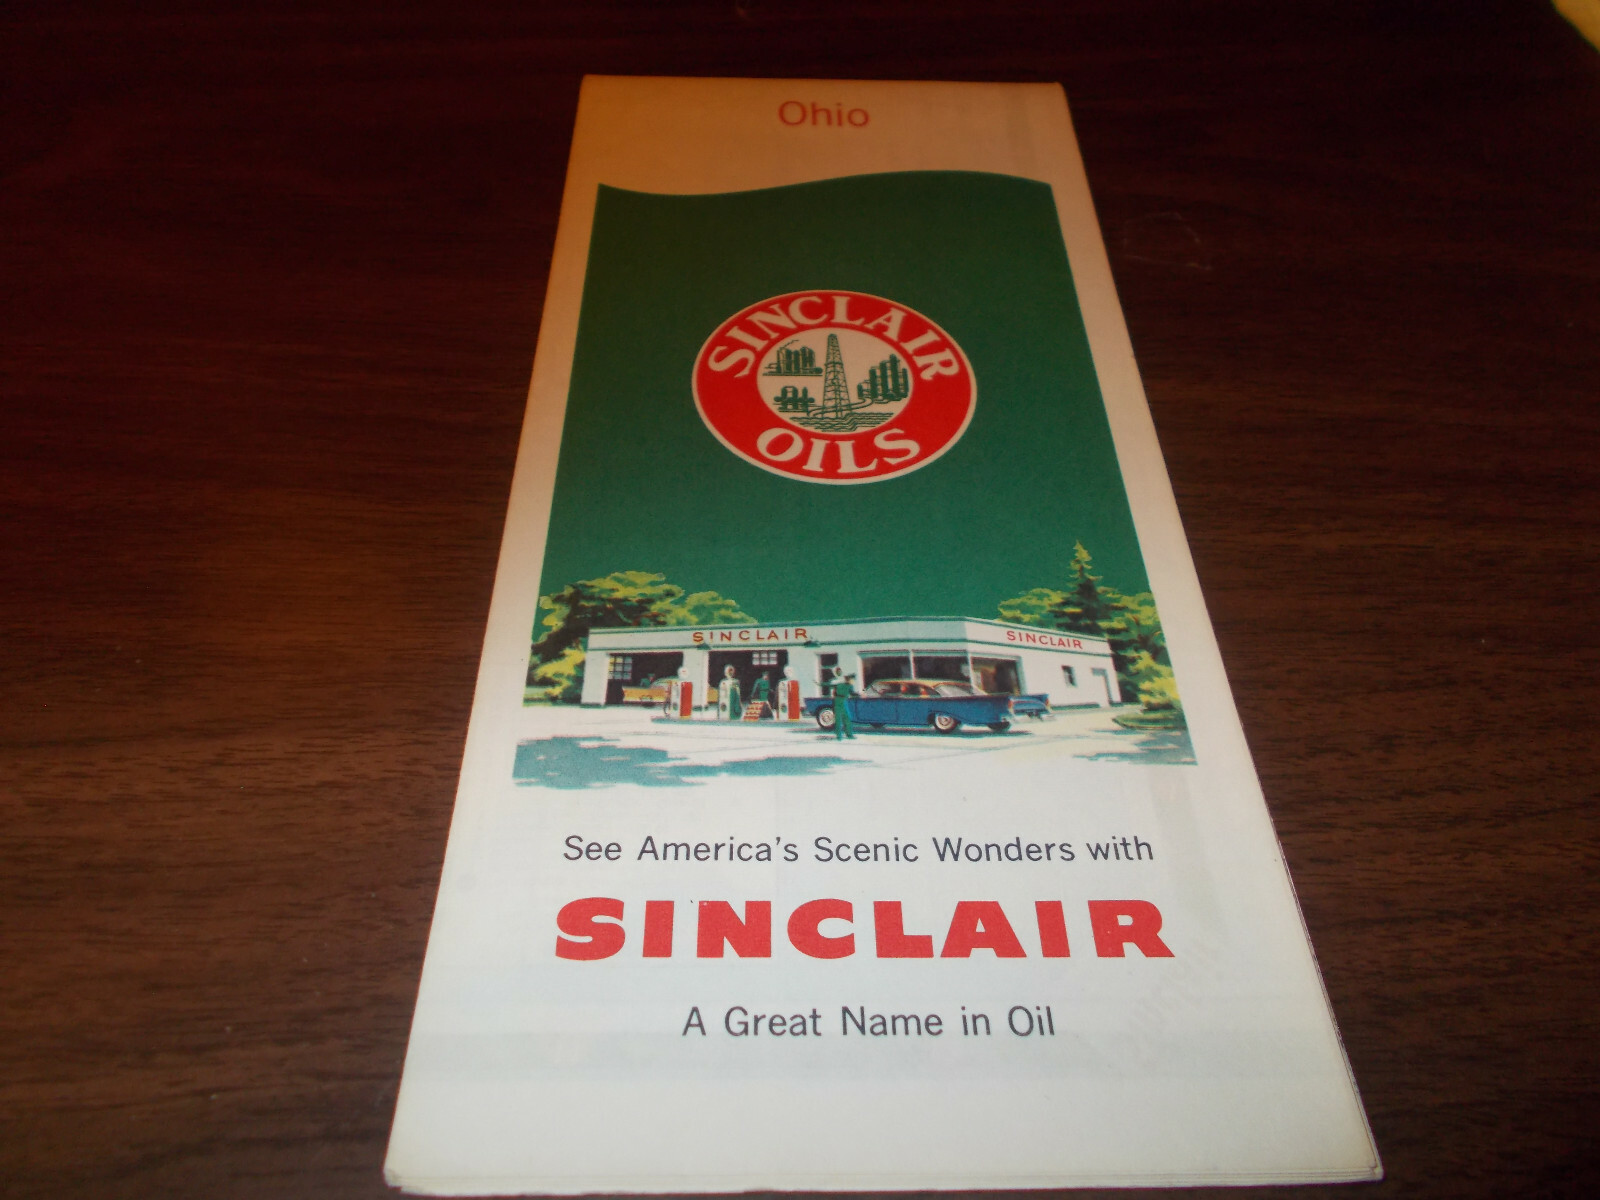 Ohio
SINCLAIR
OILS
SINCLAIR
SINCLAIR
See America's Scenic Wonders with
SINCLAIR
A Great Name in Oil